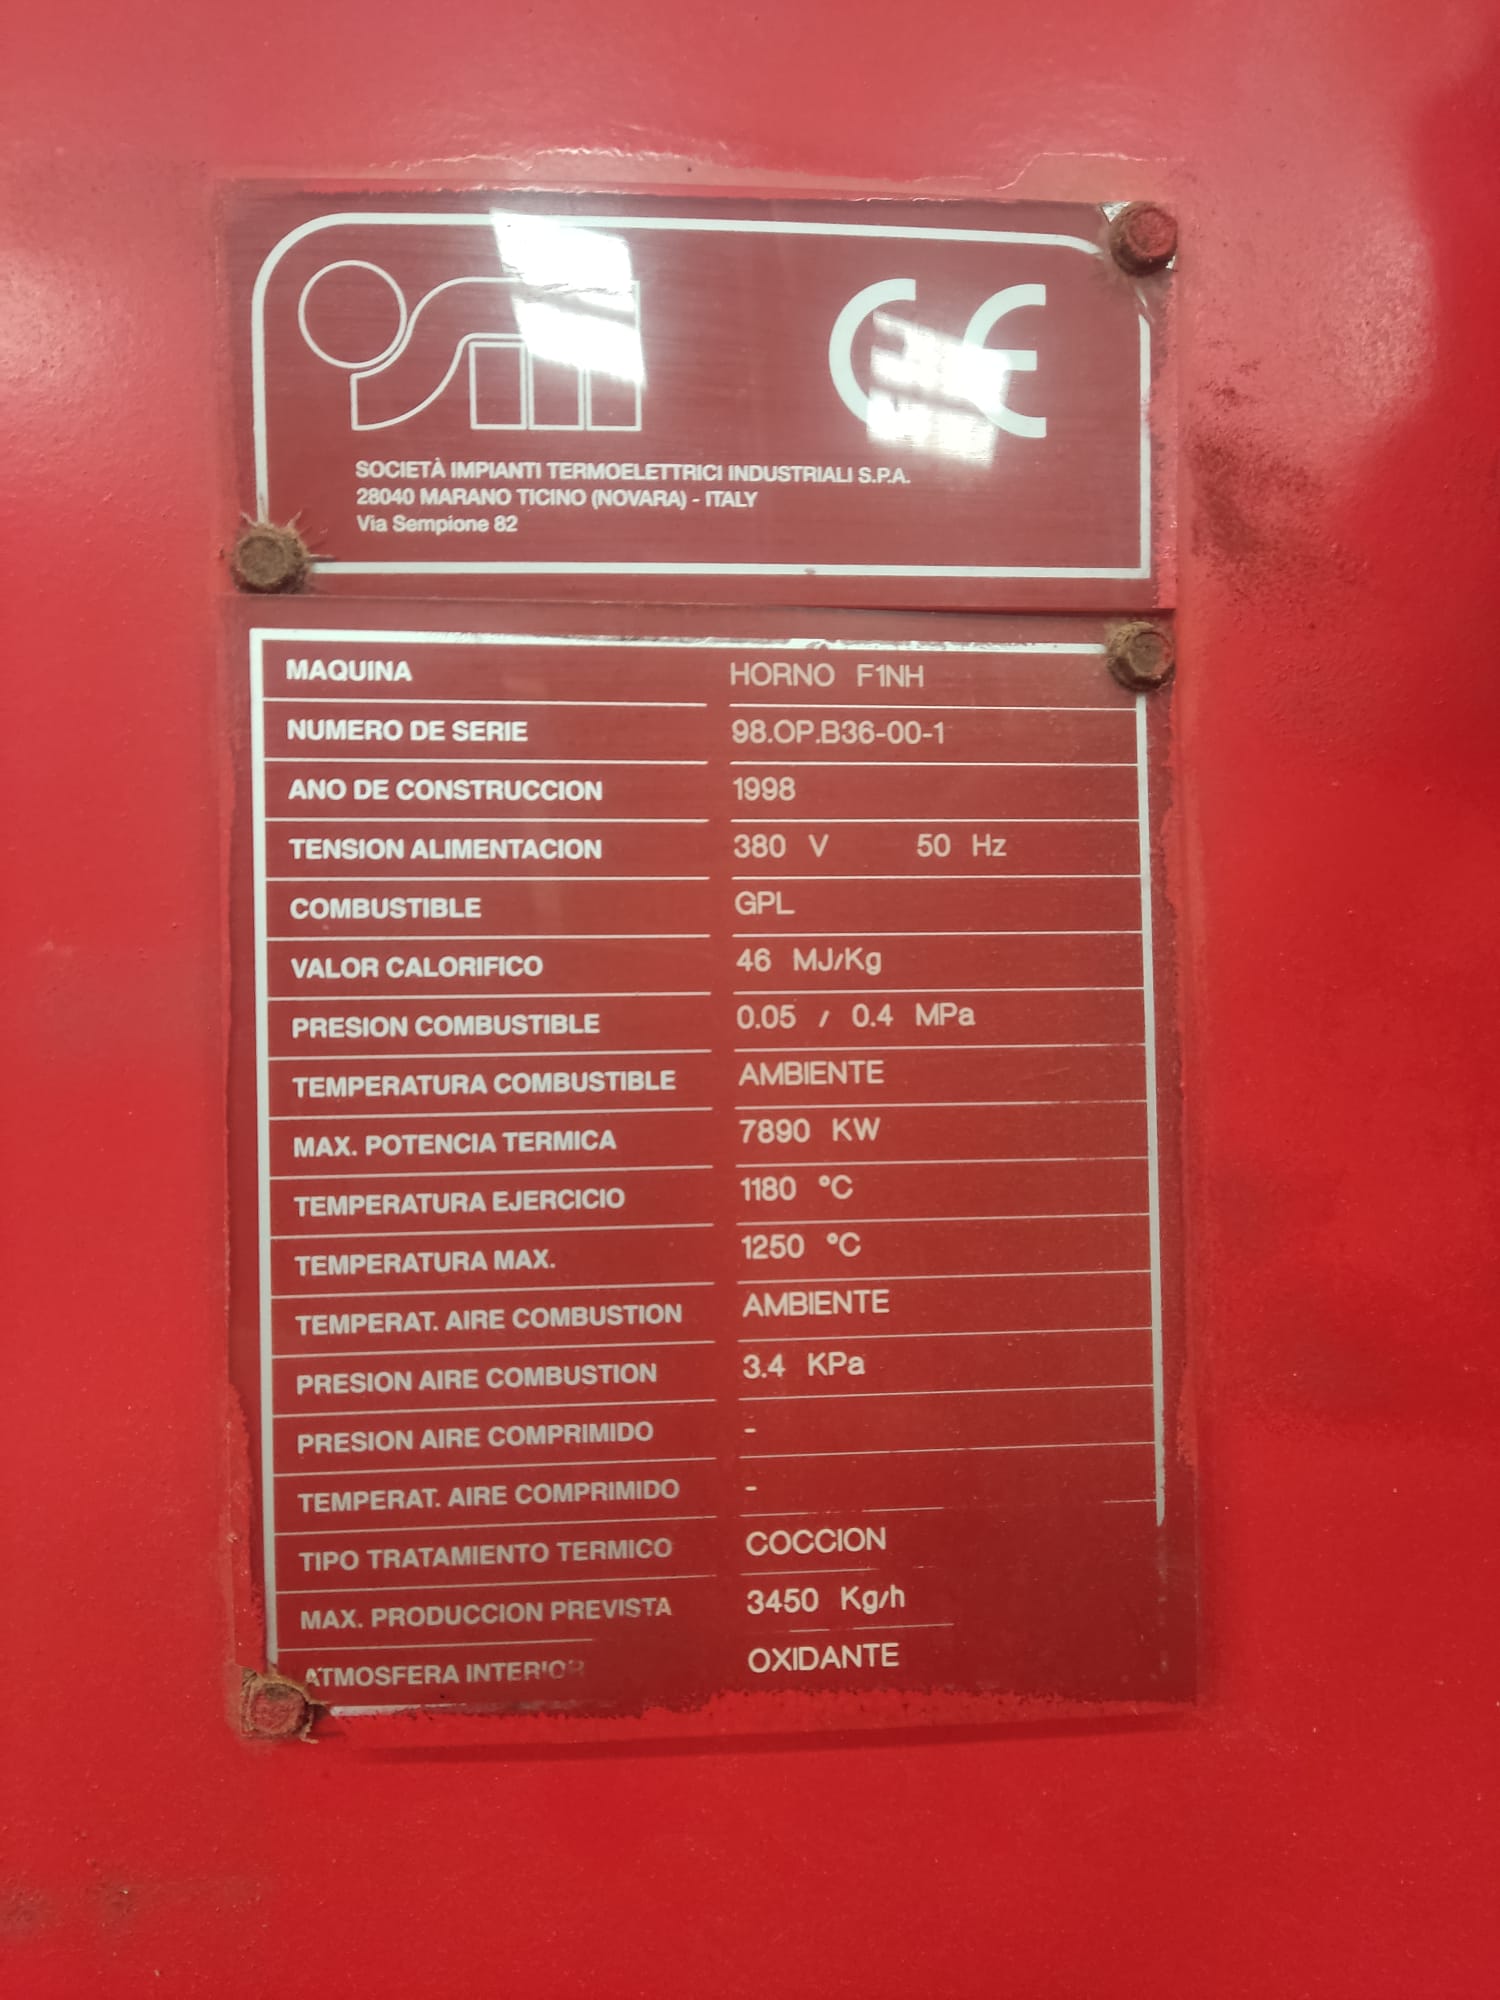 SITI
CE
SOCIETÀ IMPIANTI TERMOELETTRICI INDUSTRIALI S.P.A.
28040 MARANO TICINO (NOVARA) - ITALY
Via Sempione 82
MAQUINA HORNO F1NH
NUMERO DE SERIE 98.OP.B36-00-1
ANO DE CONSTRUCCION 1998
TENSION ALIMENTACION 380 V 50 Hz
COMBUSTIBLE GPL
VALOR CALORIFICO 46 MJ/Kg
PRESION COMBUSTIBLE 0.05 / 0.4 MPa
TEMPERATURA COMBUSTIBLE AMBIENTE
MAX. POTENCIA TERMICA 7890 KW
TEMPERATURA EJERCICIO 1180 °C
TEMPERATURA MAX. 1250 °C
TEMPERAT. AIRE COMBUSTION AMBIENTE
PRESION AIRE COMBUSTION 3.4 KPa
PRESION AIRE COMPRIMIDO -
TEMPERAT. AIRE COMPRIMIDO -
TIPO TRATAMIENTO TERMICO COCCION
MAX. PRODUCCION PREVISTA 3450 Kg/h
ATMOSFERA INTERIOR OXIDANTE